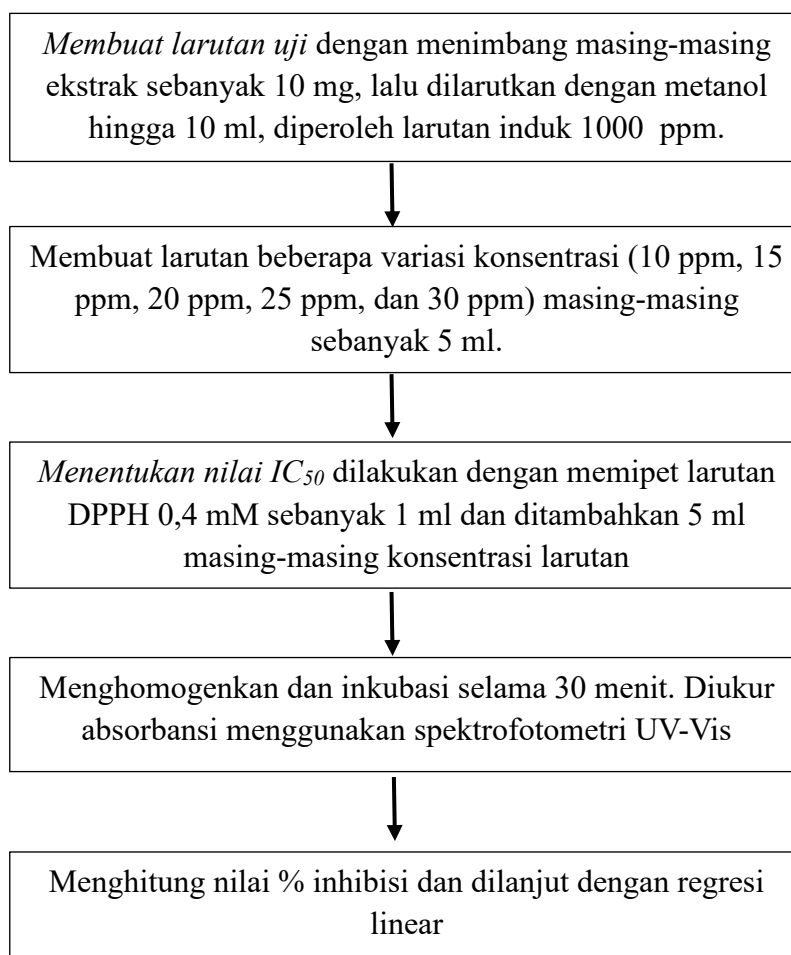 Membuat larutan uji dengan menimbang masing-masing
ekstrak sebanyak 10 mg, lalu dilarutkan dengan metanol
hingga 10 ml, diperoleh larutan induk 1000  ppm.
Membuat larutan beberapa variasi konsentrasi (10 ppm, 15
ppm, 20 ppm, 25 ppm, dan 30 ppm) masing-masing
sebanyak 5 ml.
Menentukan nilai IC₅₀ dilakukan dengan memipet larutan
DPPH 0,4 mM sebanyak 1 ml dan ditambahkan 5 ml
masing-masing konsentrasi larutan
Menghomogenkan dan inkubasi selama 30 menit. Diukur
absorbansi menggunakan spektrofotometri UV-Vis
Menghitung nilai % inhibisi dan dilanjut dengan regresi
linear